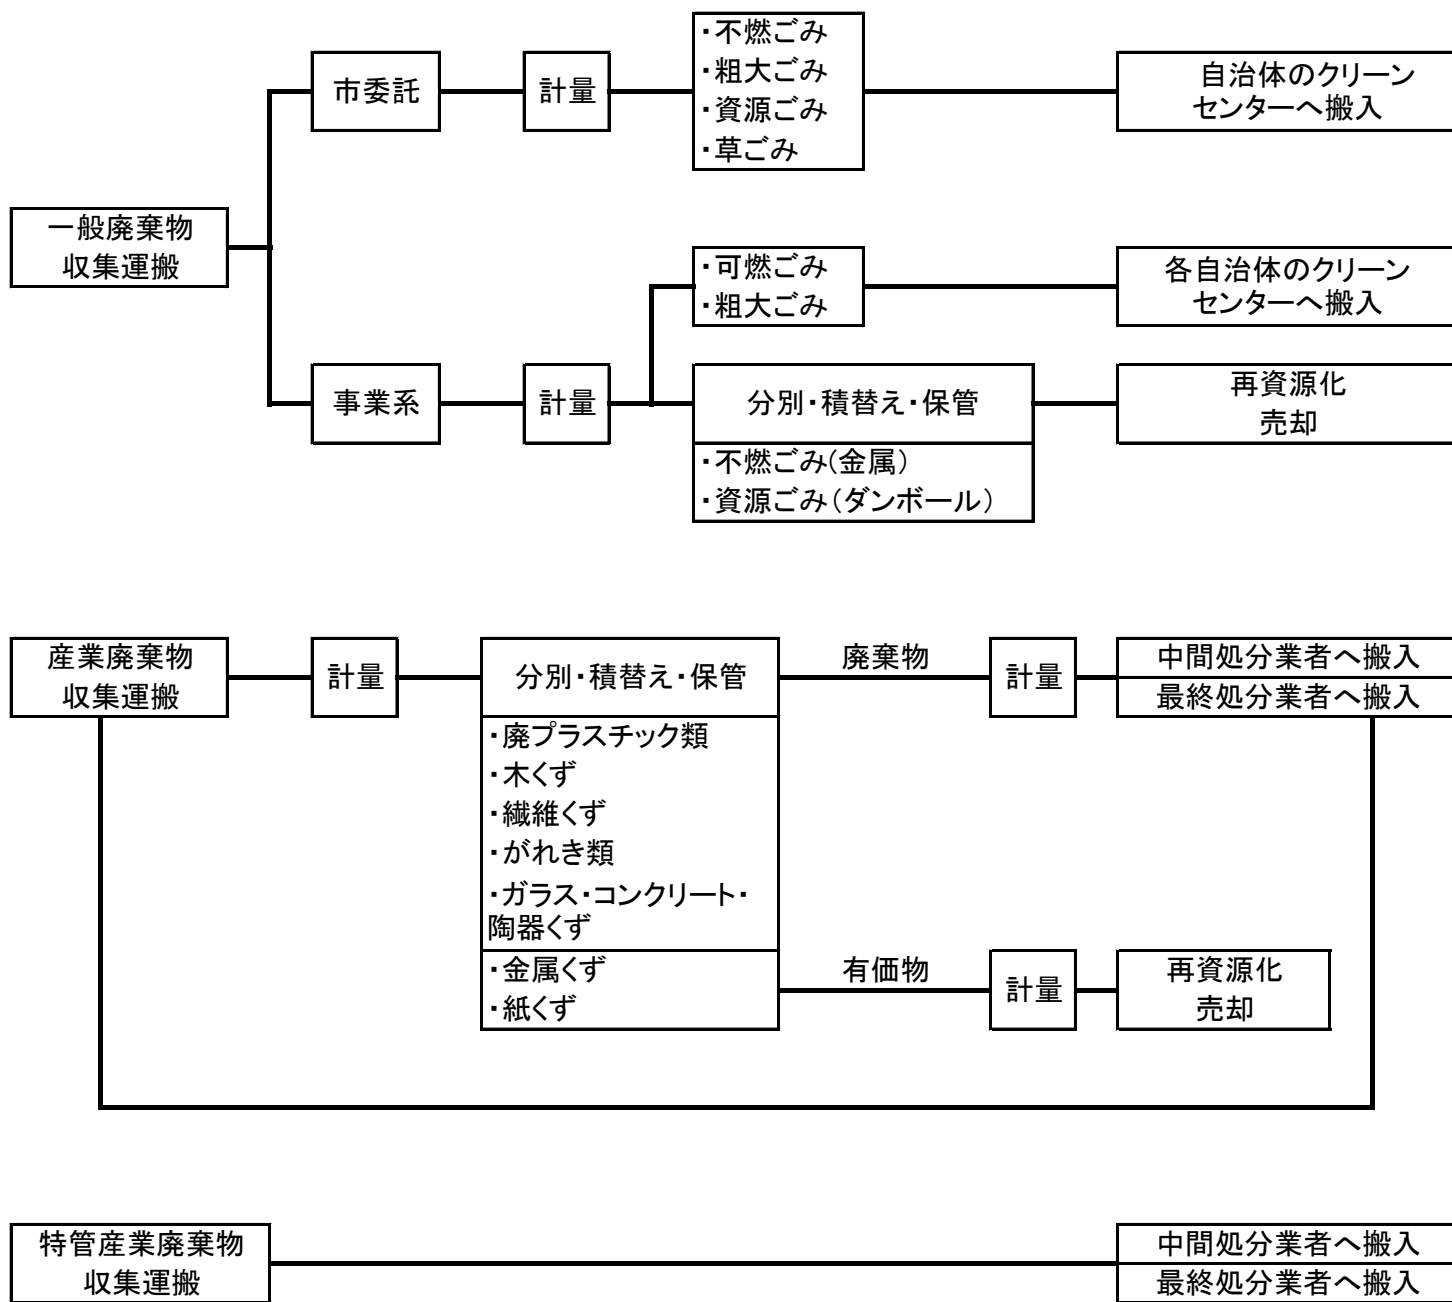 ・不燃ごみ
・粗大ごみ
・資源ごみ
・草ごみ
市委託
計量
自治体のクリーン
センターへ搬入
一般廃棄物
収集運搬
・可燃ごみ
・粗大ごみ
各自治体のクリーン
センターへ搬入
事業系
計量
分別・積替え・保管
再資源化
売却
・不燃ごみ(金属)
・資源ごみ(ダンボール)
産業廃棄物
収集運搬
計量
分別・積替え・保管
廃棄物
計量
中間処分業者へ搬入
最終処分業者へ搬入
・廃プラスチック類
・木くず
・繊維くず
・がれき類
・ガラス・コンクリート・
陶器くず
・金属くず
・紙くず
有価物
計量
再資源化
売却
特管産業廃棄物
収集運搬
中間処分業者へ搬入
最終処分業者へ搬入